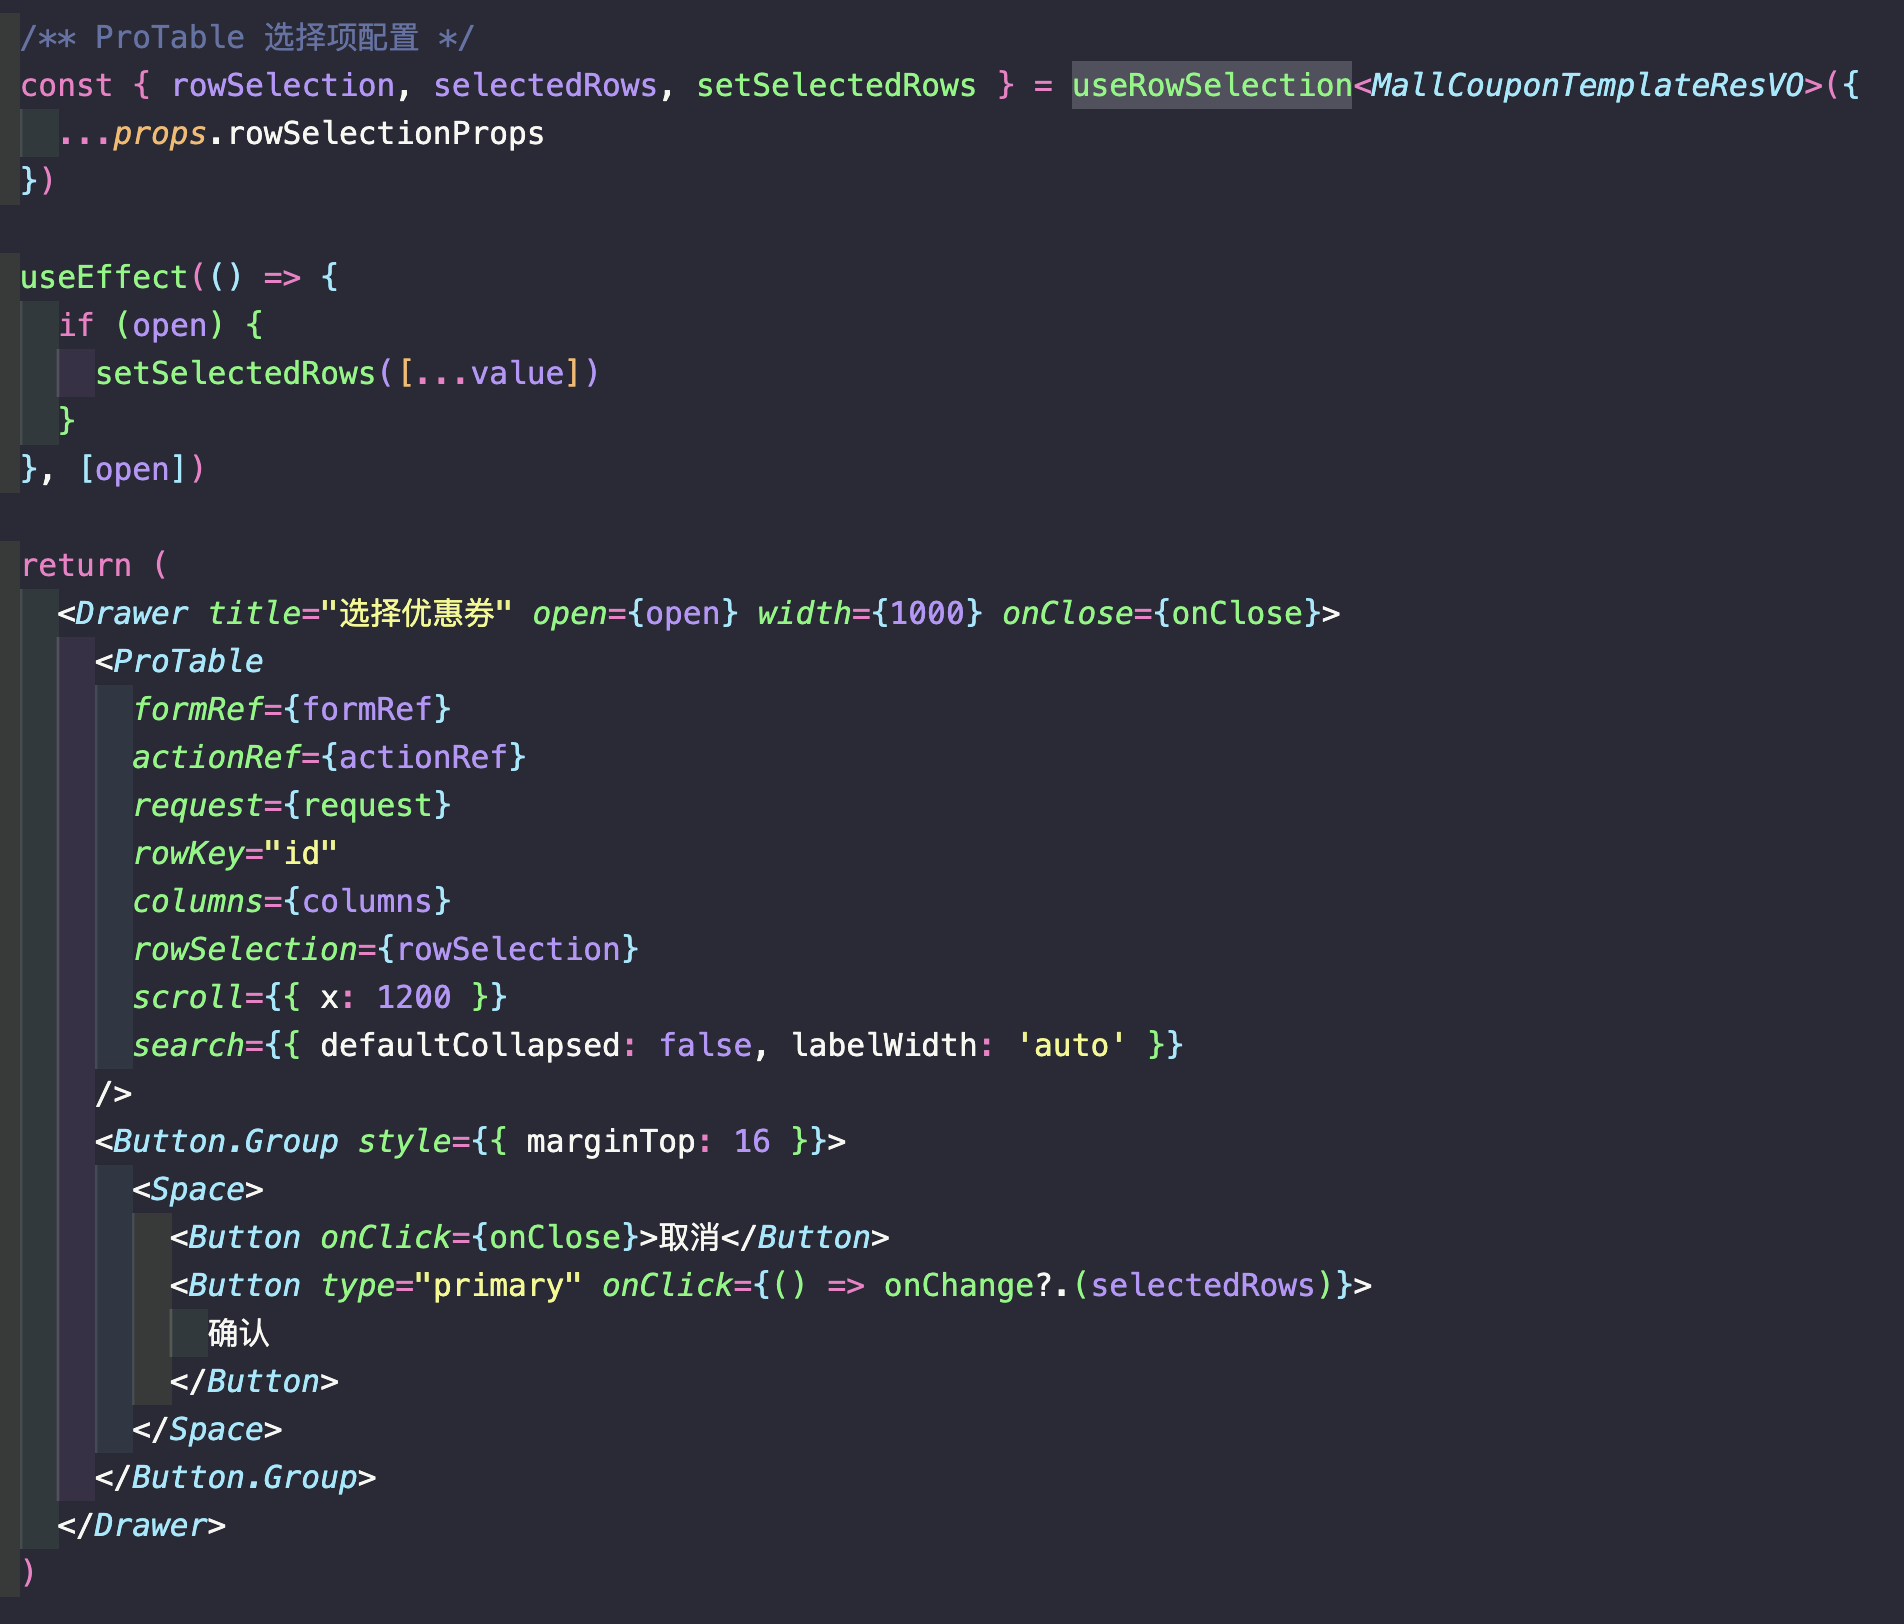 /** ProTable 选择项配置 */
const { rowSelection, selectedRows, setSelectedRows } = useRowSelection<MallCouponTemplateResVO>({
  ...props.rowSelectionProps
})

useEffect(() => {
  if (open) {
    setSelectedRows([...value])
  }
}, [open])

return (
  <Drawer title="选择优惠券" open={open} width={1000} onClose={onClose}>
    <ProTable
      formRef={formRef}
      actionRef={actionRef}
      request={request}
      rowKey="id"
      columns={columns}
      rowSelection={rowSelection}
      scroll={{ x: 1200 }}
      search={{ defaultCollapsed: false, labelWidth: 'auto' }}
    />
    <Button.Group style={{ marginTop: 16 }}>
      <Space>
        <Button onClick={onClose}>取消</Button>
        <Button type="primary" onClick={() => onChange?.(selectedRows)}>
          确认
        </Button>
      </Space>
    </Button.Group>
  </Drawer>
)